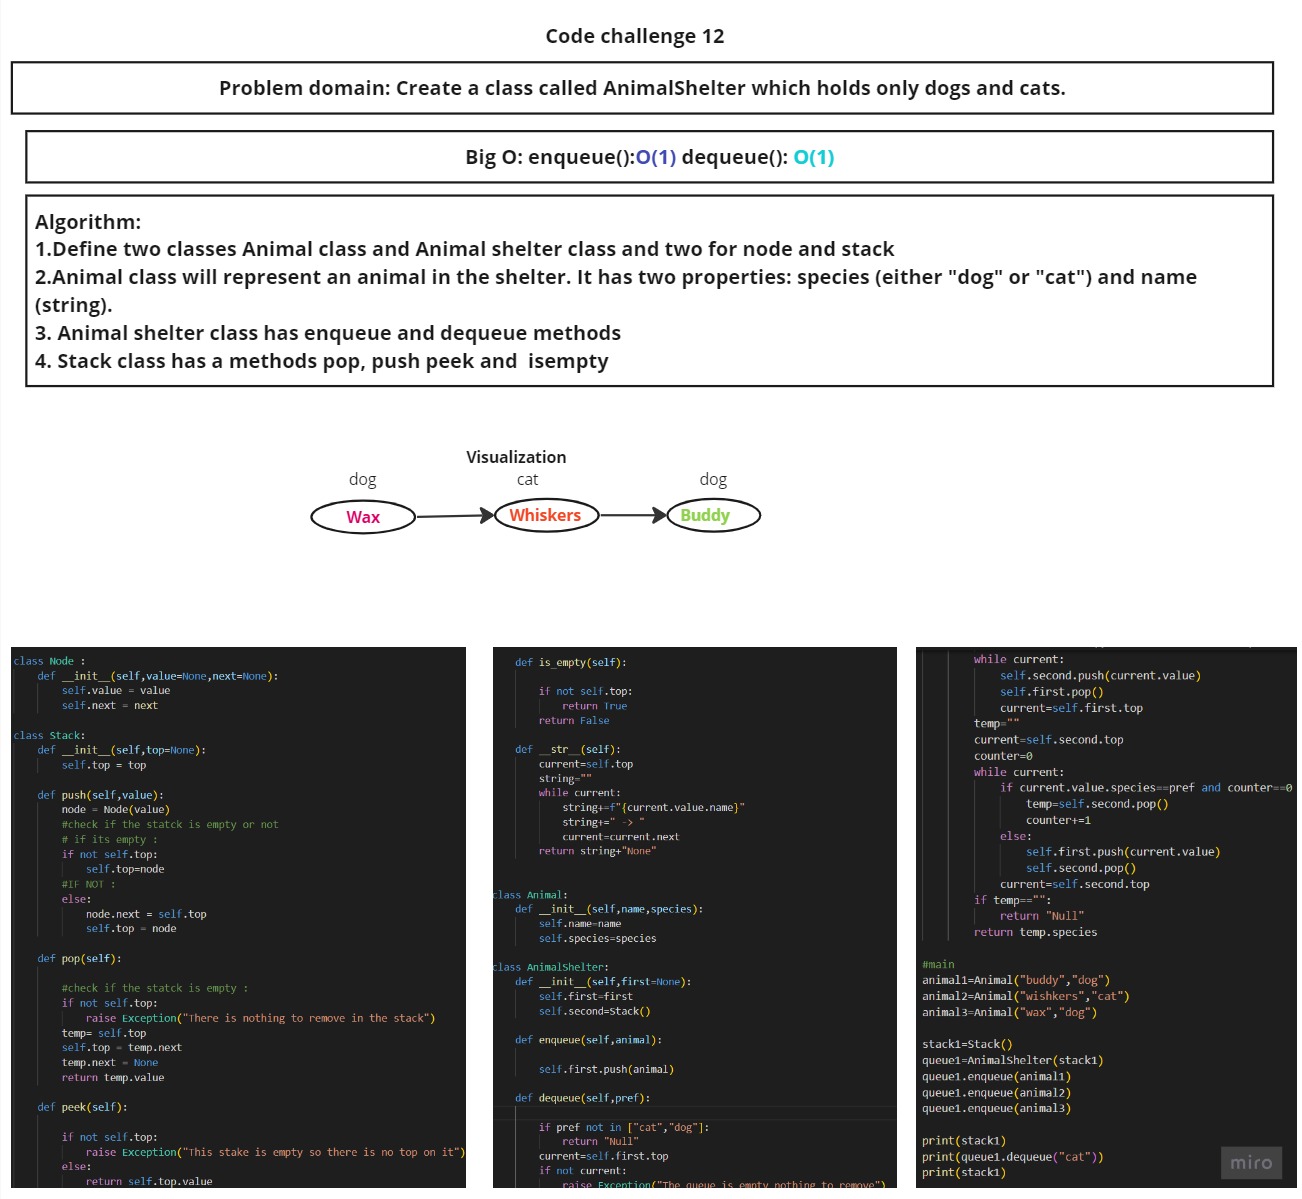 Code challenge 12
Problem domain: Create a class called AnimalShelter which holds only dogs and cats.
Big O: enqueue():O(1) dequeue(): O(1)
Algorithm:
1.Define two classes Animal class and Animal shelter class and two for node and stack
2.Animal class will represent an animal in the shelter. It has two properties: species (either "dog" or "cat") and name
(string).
3. Animal shelter class has enqueue and dequeue methods
4. Stack class has a methods pop, push peek and  isempty
Visualization
dog
cat
dog
Wax
Whiskers
Buddy
class Node :
    def __init__(self,value=None,next=None):
        self.value = value
        self.next = next
class Stack:
    def __init__(self,top=None):
        self.top = top
    def push(self,value):
        node = Node(value)
        #check if the statck is empty or not
        # if its empty :
        if not self.top:
            self.top=node
        #IF NOT :
        else:
            node.next = self.top
            self.top = node
    def pop(self):
        #check if the statck is empty :
        if not self.top:
            raise Exception("There is nothing to remove in the stack")
        temp= self.top
        self.top = temp.next
        temp.next = None
        return temp.value
    def peek(self):
        if not self.top:
            raise Exception("This stake is empty so there is no top on it")
        else:
            return self.top.value
    def is_empty(self):
        if not self.top:
            return True
        return False
    def __str__(self):
        current=self.top
        string=""
        while current:
            string+=f"{current.value.name}"
            string+=" -> "
            current=current.next
        return string+"None"
class Animal:
    def __init__(self,name,species):
        self.name=name
        self.species=species
class AnimalShelter:
    def __init__(self,first=None):
        self.first=first
        self.second=Stack()
    def enqueue(self,animal):
        self.first.push(animal)
    def dequeue(self,pref):
        if pref not in ["cat","dog"]:
            return "Null"
        current=self.first.top
        if not current:
            raise Exception("The queue is empty nothing to remove")
        while current:
            self.second.push(current.value)
            self.first.pop()
            current=self.first.top
        temp=""
        current=self.second.top
        counter=0
        while current:
            if current.value.species==pref and counter==0
                temp=self.second.pop()
                counter+=1
            else:
                self.first.push(current.value)
                self.second.pop()
            current=self.second.top
        if temp=="":
            return "Null"
        return temp.species
#main
animal1=Animal("buddy","dog")
animal2=Animal("wishkers","cat")
animal3=Animal("wax","dog")
stack1=Stack()
queue1=AnimalShelter(stack1)
queue1.enqueue(animal1)
queue1.enqueue(animal2)
queue1.enqueue(animal3)
print(stack1)
print(queue1.dequeue("cat"))
print(stack1)
miro